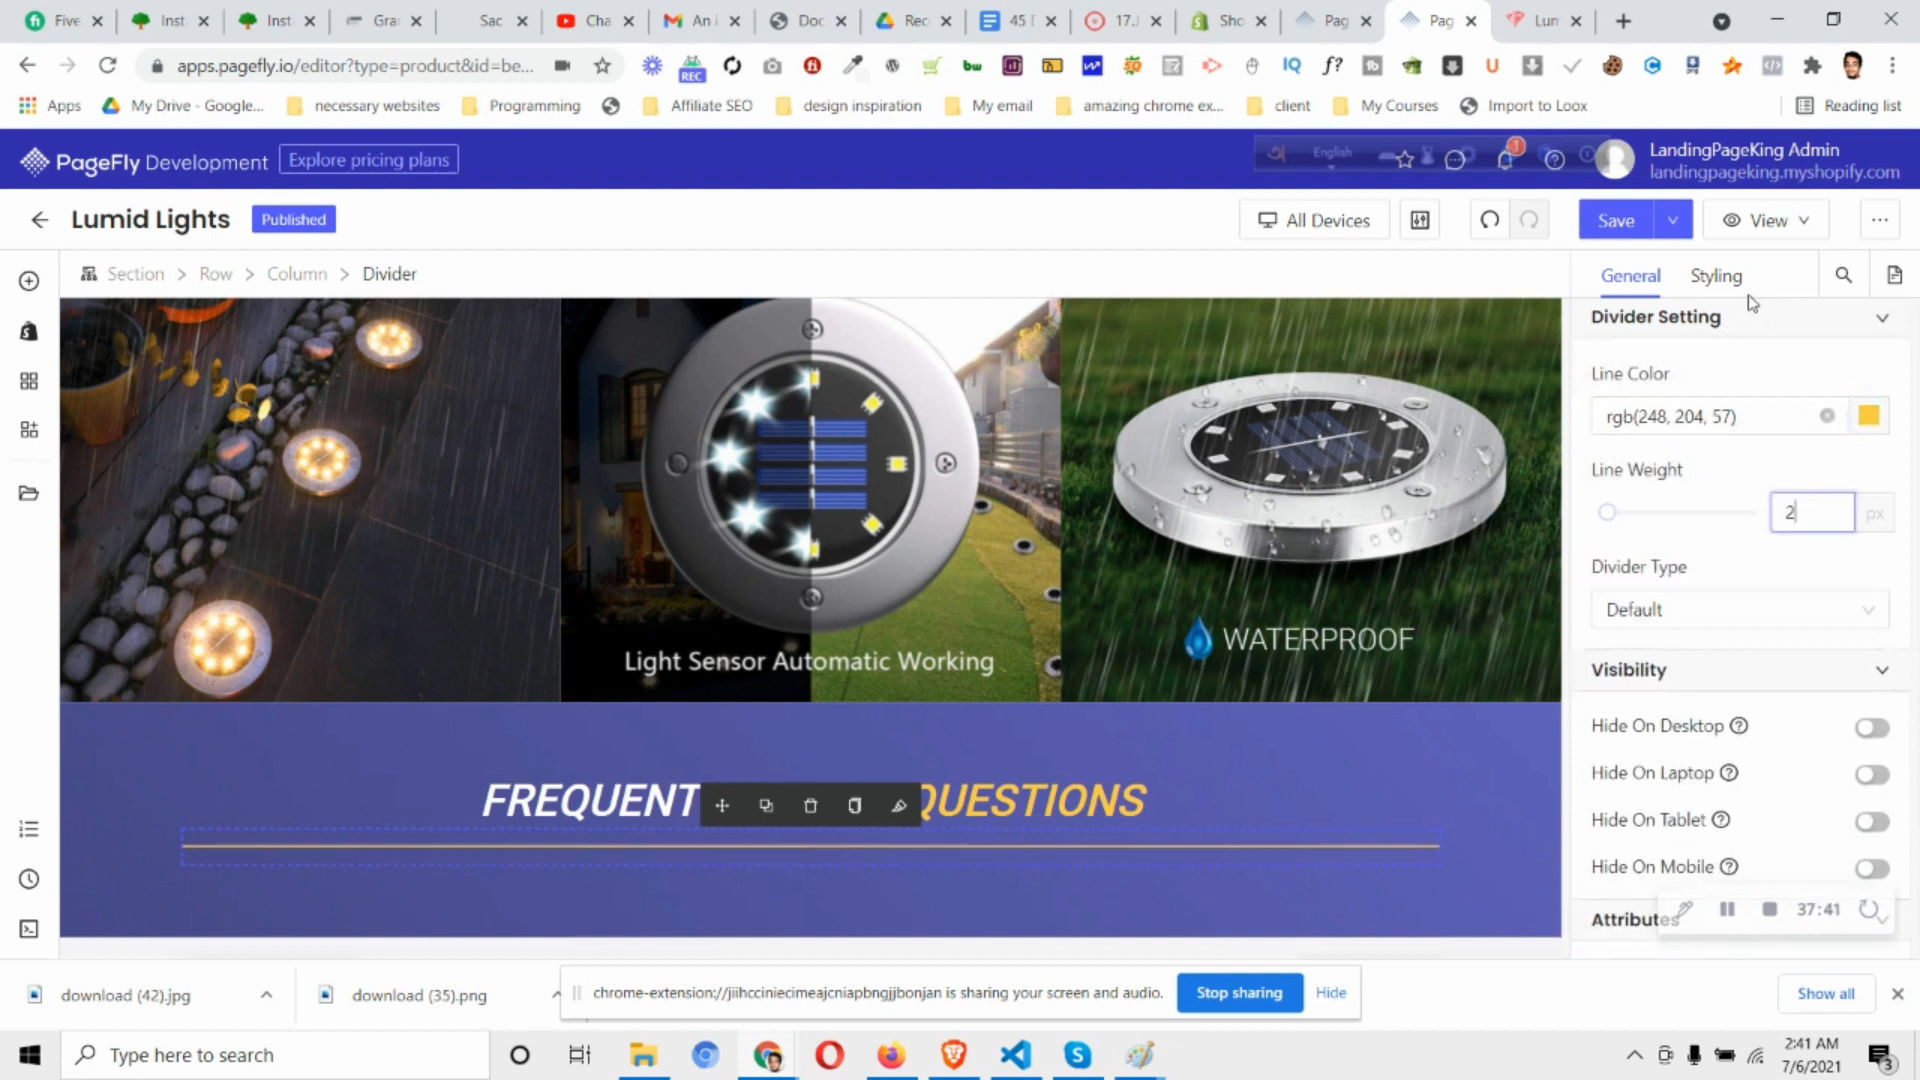 Five
Inst
Inst
Gra
Sac
Cha
An i
Doc
Rec
45
17.
Sho
Pag
Pag
Lum
apps.pagefly.io/editor?type=product&id=be...
REC
Apps
My Drive - Google...
necessary websites
Programming
Affiliate SEO
design inspiration
My email
amazing chrome ex...
client
My Courses
Import to Loox
Reading list
PageFly Development
Explore pricing plans
English
1
LandingPageKing Admin
landingpageking.myshopify.com
Lumid Lights
Published
All Devices
Save
View
Section > Row > Column > Divider
General
Styling
Divider Setting
Line Color
rgb(248, 204, 57)
Line Weight
2
px
Divider Type
Default
Visibility
Hide On Desktop
Hide On Laptop
Hide On Tablet
Hide On Mobile
Attributes
37:41
Light Sensor Automatic Working
WATERPROOF
FREQUENT QUESTIONS
download (42).jpg
download (35).png
chrome-extension://jiihcciniecimeajcniapbngjjbonjan is sharing your screen and audio.
Stop sharing
Hide
Show all
Type here to search
2:41 AM
7/6/2021
3